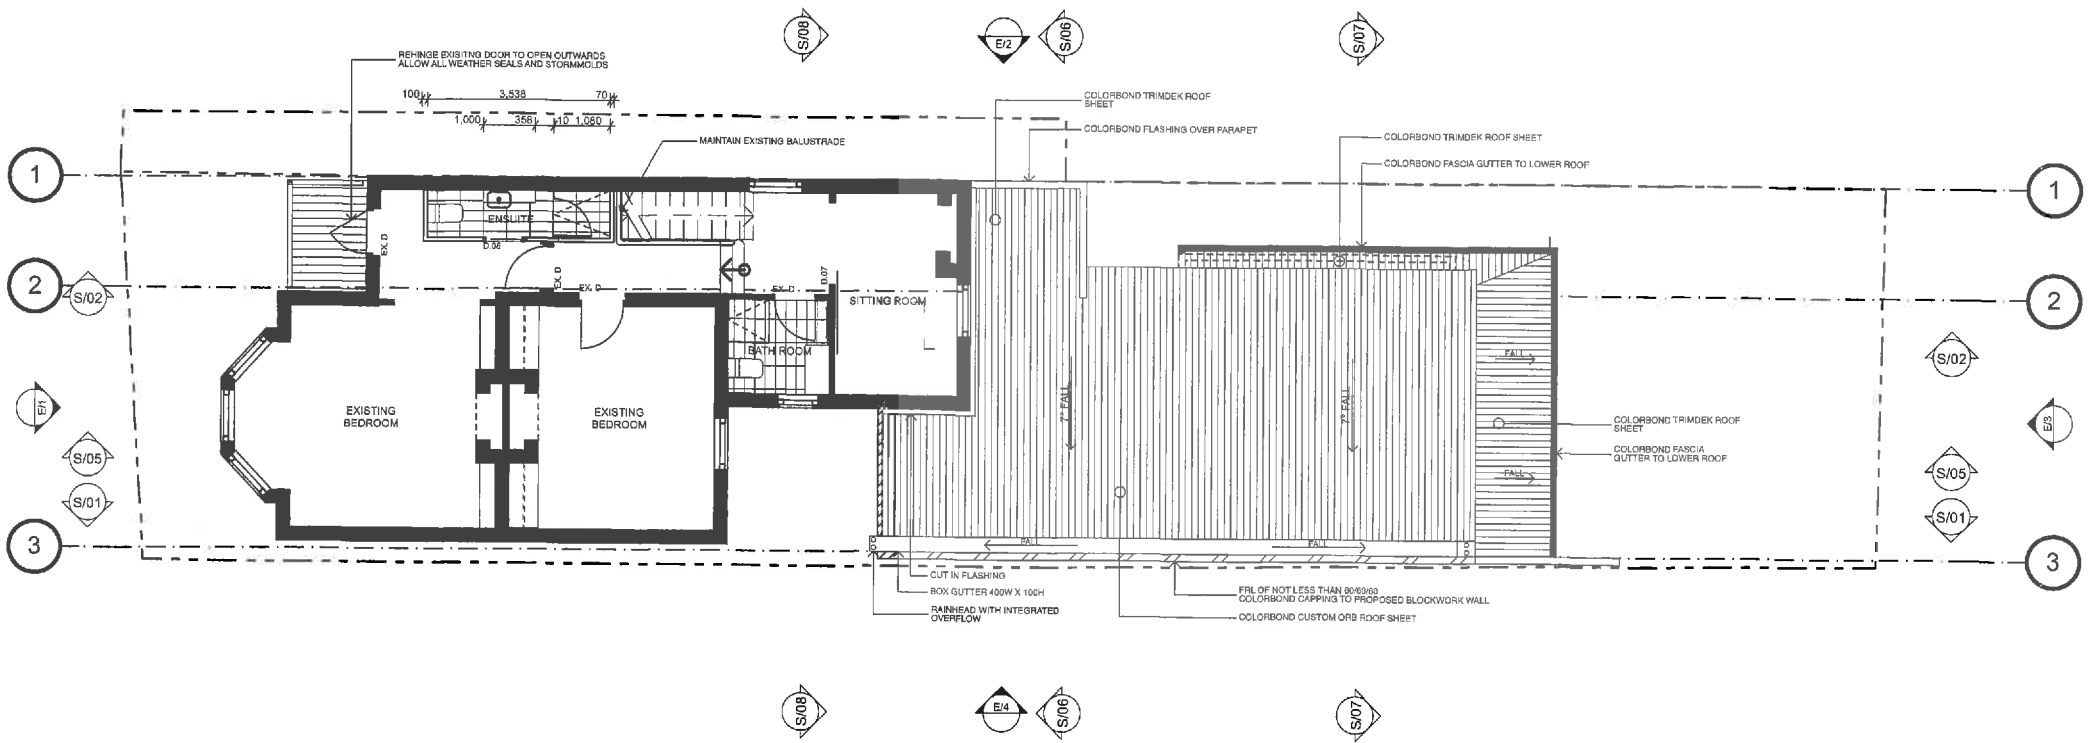 S/08
E/2
S/06
S/07
REHINGE EXISITNG DOOR TO OPEN OUTWARDS
ALLOW ALL WEATHER SEALS AND STORMMOLDS
100
3,538
70
1,000
358
10
1,080
MAINTAIN EXISTING BALUSTRADE
COLORBOND TRIMDEK ROOF
SHEET
COLORBOND FLASHING OVER PARAPET
COLORBOND TRIMDEK ROOF SHEET
COLORBOND FASCIA GUTTER TO LOWER ROOF
1
1
ENSUITE
D.08
EX. D
EX. D
EX. D
EX. D
D.07
2
2
S/02
SITTING ROOM
BATH ROOM
S/02
FALL
7° FALL
7° FALL
E/1
EXISTING
BEDROOM
EXISTING
BEDROOM
COLORBOND TRIMDEK ROOF
SHEET
E/3
COLORBOND FASCIA
GUTTER TO LOWER ROOF
S/05
S/05
FALL
S/01
S/01
3
3
FALL
FALL
CUT IN FLASHING
BOX GUTTER 400W X 100H
RAINHEAD WITH INTEGRATED
OVERFLOW
FRL OF NOT LESS THAN 60/60/60
COLORBOND CAPPING TO PROPOSED BLOCKWORK WALL
COLORBOND CUSTOM ORB ROOF SHEET
S/08
E/4
S/06
S/07